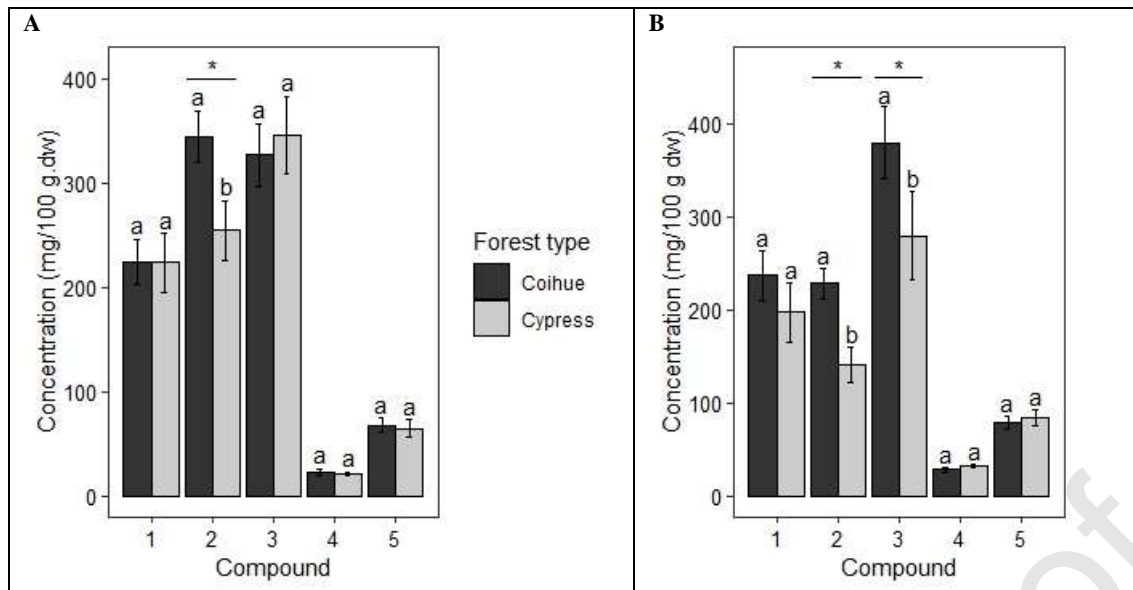 A
Concentration (mg/100 g.dw)
400
300
200
100
0
*
a a a b a a a a a a
1 2 3 4 5
Compound
Forest type
Coihue
Cypress
B
Concentration (mg/100 g dw)
400
300
200
100
0
* *
a a a b a b a a a a
1 2 3 4 5
Compound
of